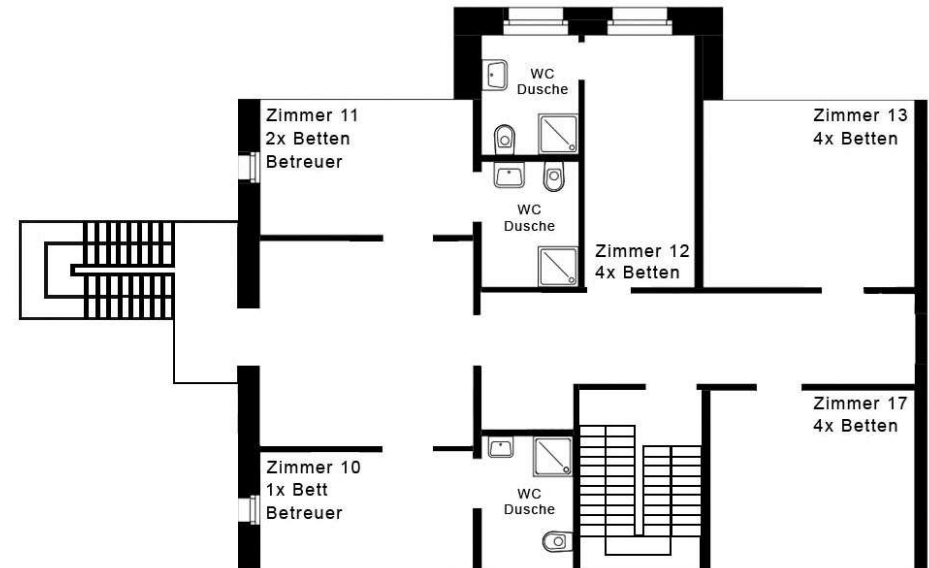 WC
Dusche
Zimmer 11
2x Betten
Betreuer
Zimmer 13
4x Betten
WC
Dusche
Zimmer 12
4x Betten
Zimmer 17
4x Betten
Zimmer 10
1x Bett
Betreuer
WC
Dusche